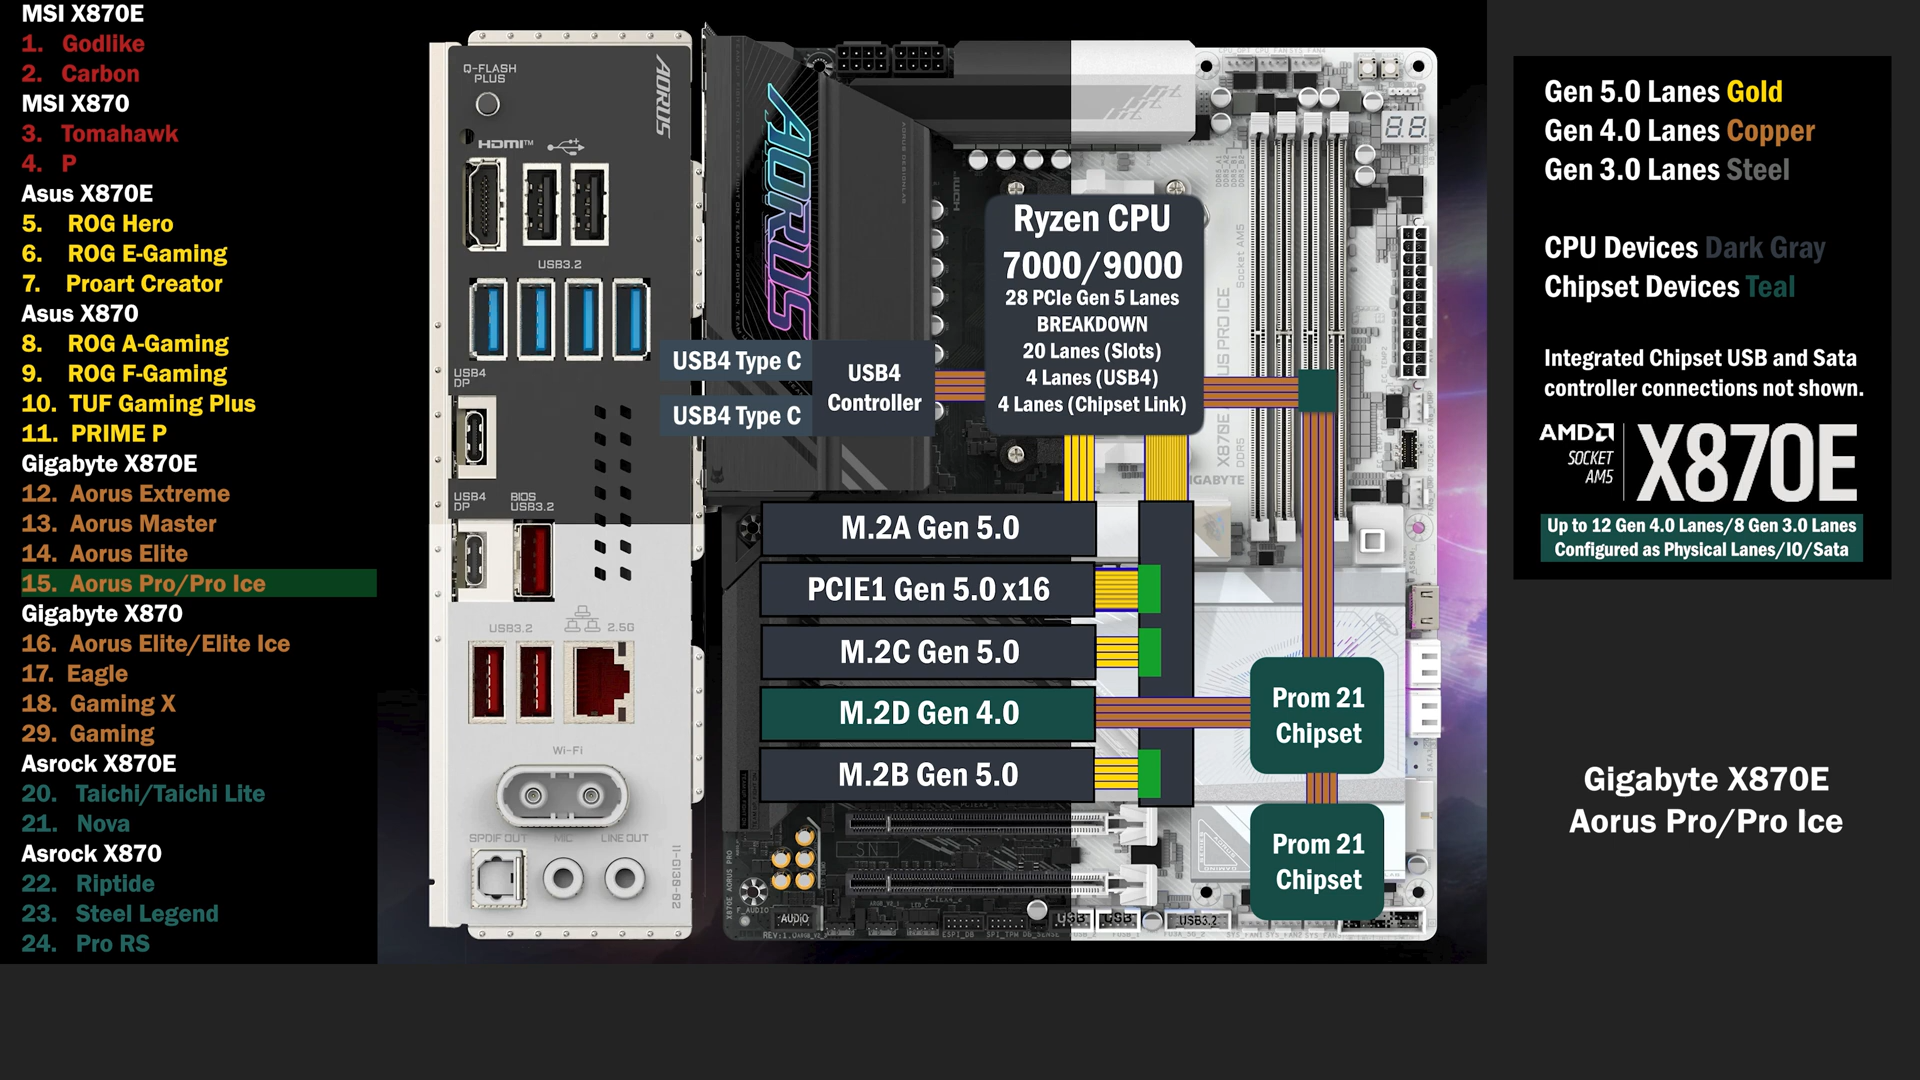 MSI X870E
1. Godlike
2. Carbon
MSI X870
3. Tomahawk
4. P
Asus X870E
5. ROG Hero
6. ROG E-Gaming
7. Proart Creator
Asus X870
8. ROG A-Gaming
9. ROG F-Gaming
10. TUF Gaming Plus
11. PRIME P
Gigabyte X870E
12. Aorus Extreme
13. Aorus Master
14. Aorus Elite
15. Aorus Pro/Pro Ice
Gigabyte X870
16. Aorus Elite/Elite Ice
17. Eagle
18. Gaming X
29. Gaming
Asrock X870E
20. Taichi/Taichi Lite
21. Nova
Asrock X870
22. Riptide
23. Steel Legend
24. Pro RS
Q-FLASH
PLUS
AORUS
HDMI™
USB3.2
USB4
DP
USB4
DP
BIOS
USB3.2
USB3.2
2.5G
Wi-Fi
SPDIF OUT
MIC
LINE OUT
AORUS
USB4 Type C
USB4 Type C
USB4
Controller
Ryzen CPU
7000/9000
28 PCIe Gen 5 Lanes
BREAKDOWN
20 Lanes (Slots)
4 Lanes (USB4)
4 Lanes (Chipset Link)
Socket AM5
DDR5
GIGABYTE
88
M.2A Gen 5.0
PCIE1 Gen 5.0 x16
M.2C Gen 5.0
M.2D Gen 4.0
M.2B Gen 5.0
Prom 21
Chipset
Prom 21
Chipset
X870E AORUS PRO
AUDIO
USB
USB
USB3.2
Gen 5.0 Lanes Gold
Gen 4.0 Lanes Copper
Gen 3.0 Lanes Steel
CPU Devices Dark Gray
Chipset Devices Teal
Integrated Chipset USB and Sata
controller connections not shown.
AMD
SOCKET
AM5
X870E
Up to 12 Gen 4.0 Lanes/8 Gen 3.0 Lanes
Configured as Physical Lanes/IO/Sata
Gigabyte X870E
Aorus Pro/Pro Ice